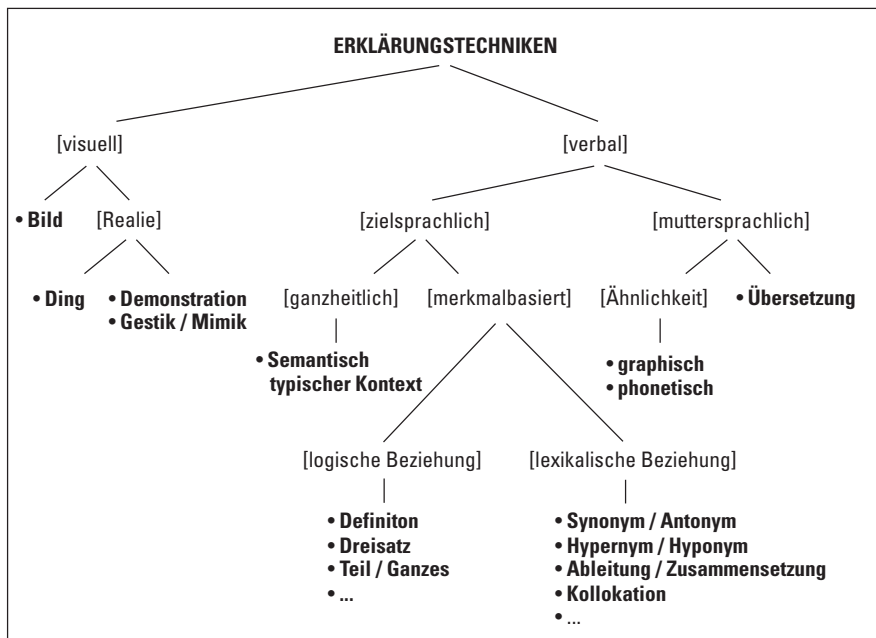 ERKLÄRUNGSTECHNIKEN
[visuell]
[verbal]
• Bild
[Realie]
[zielsprachlich]
[muttersprachlich]
• Ding
• Demonstration
• Gestik / Mimik
[ganzheitlich]
[merkmalbasiert]
[Ähnlichkeit]
• Übersetzung
• Semantisch
typischer Kontext
• graphisch
• phonetisch
[logische Beziehung]
[lexikalische Beziehung]
• Definiton
• Dreisatz
• Teil / Ganzes
• ...
• Synonym / Antonym
• Hypernym / Hyponym
• Ableitung / Zusammensetzung
• Kollokation
• ...